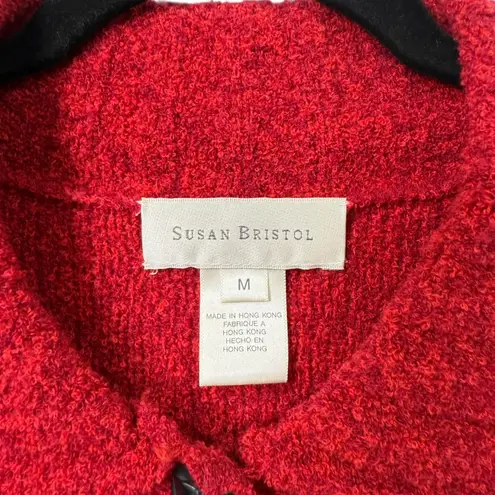 SUSAN BRISTOL
M
MADE IN HONG KONG
FABRIQUE A
HONG KONG
HECHO EN
HONG KONG